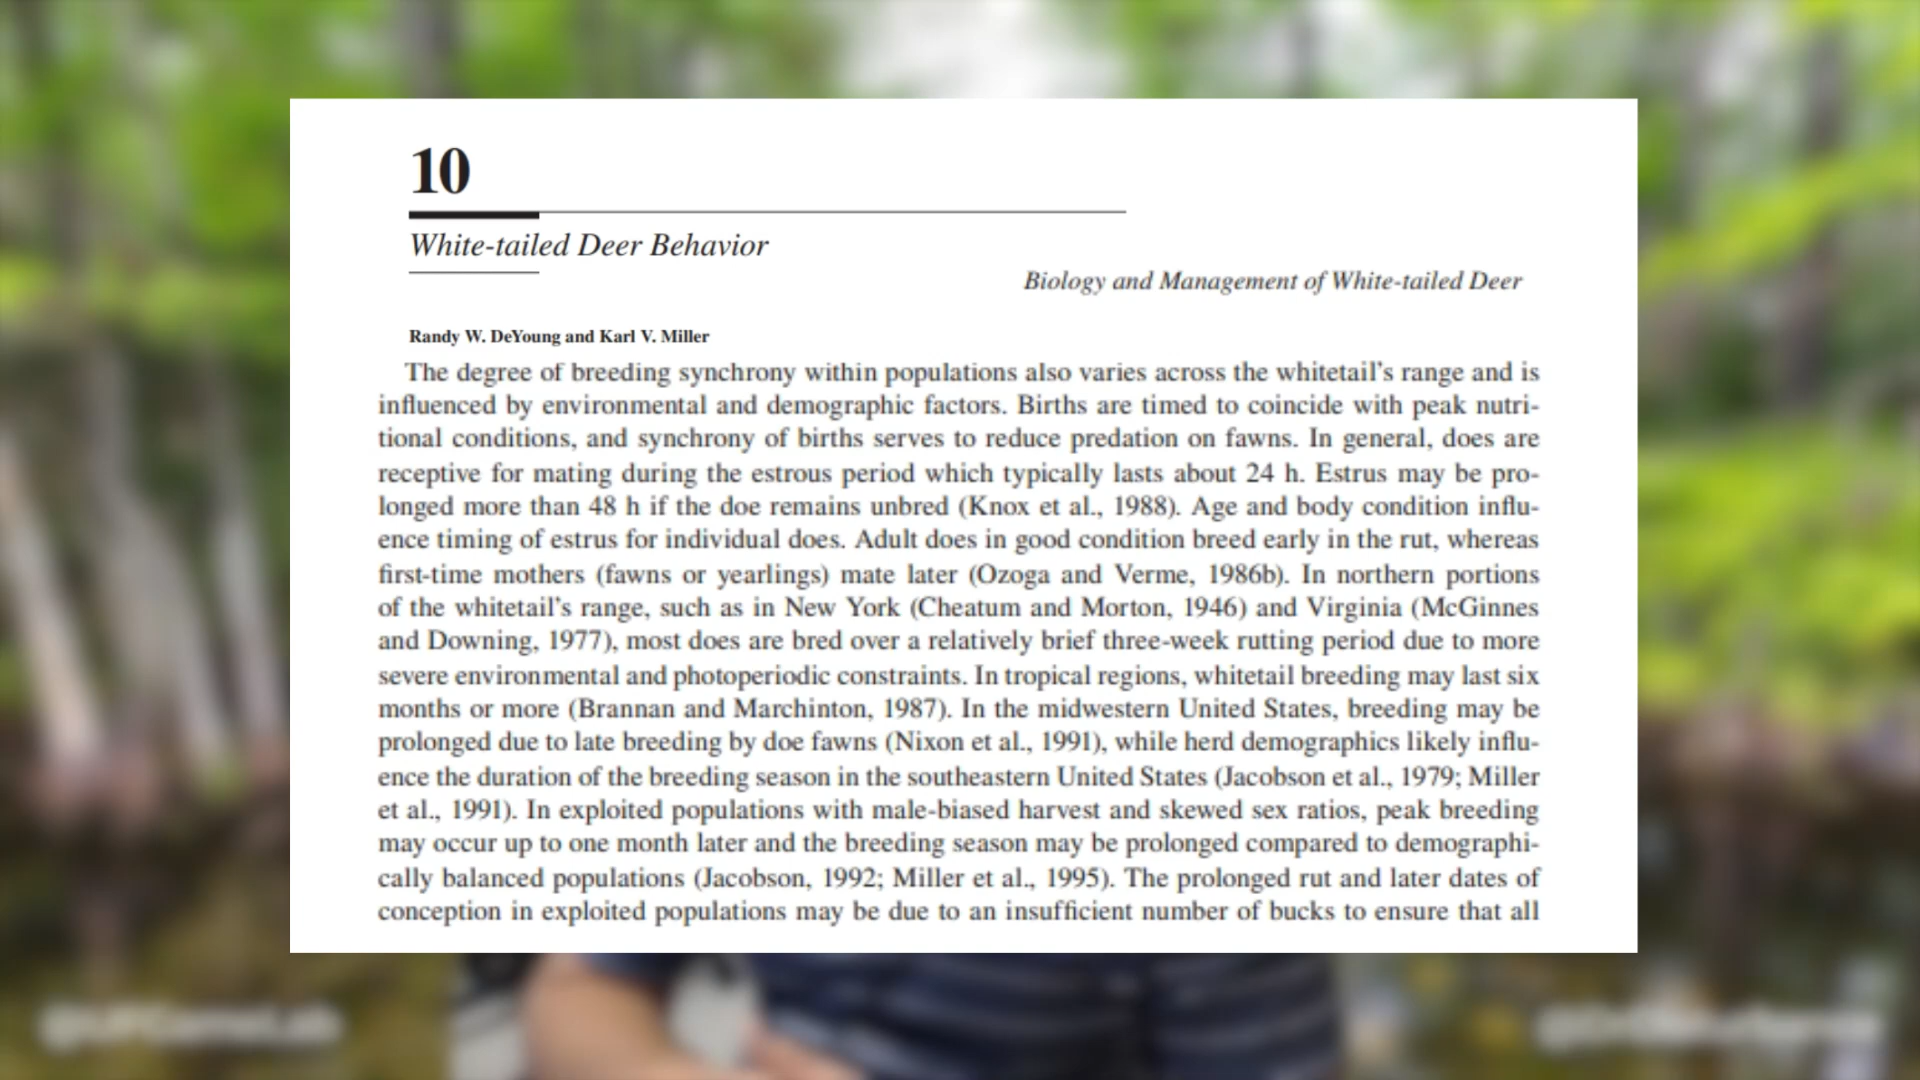 10
White-tailed Deer Behavior
Biology and Management of White-tailed Deer
Randy W. DeYoung and Karl V. Miller
The degree of breeding synchrony within populations also varies across the whitetail's range and is
influenced by environmental and demographic factors. Births are timed to coincide with peak nutri-
tional conditions, and synchrony of births serves to reduce predation on fawns. In general, does are
receptive for mating during the estrous period which typically lasts about 24 h. Estrus may be pro-
longed more than 48 h if the doe remains unbred (Knox et al., 1988). Age and body condition influ-
ence timing of estrus for individual does. Adult does in good condition breed early in the rut, whereas
first-time mothers (fawns or yearlings) mate later (Ozoga and Verme, 1986b). In northern portions
of the whitetail's range, such as in New York (Cheatum and Morton, 1946) and Virginia (McGinnes
and Downing, 1977), most does are bred over a relatively brief three-week rutting period due to more
severe environmental and photoperiodic constraints. In tropical regions, whitetail breeding may last six
months or more (Brannan and Marchinton, 1987). In the midwestern United States, breeding may be
prolonged due to late breeding by doe fawns (Nixon et al., 1991), while herd demographics likely influ-
ence the duration of the breeding season in the southeastern United States (Jacobson et al., 1979; Miller
et al., 1991). In exploited populations with male-biased harvest and skewed sex ratios, peak breeding
may occur up to one month later and the breeding season may be prolonged compared to demographi-
cally balanced populations (Jacobson, 1992; Miller et al., 1995). The prolonged rut and later dates of
conception in exploited populations may be due to an insufficient number of bucks to ensure that all